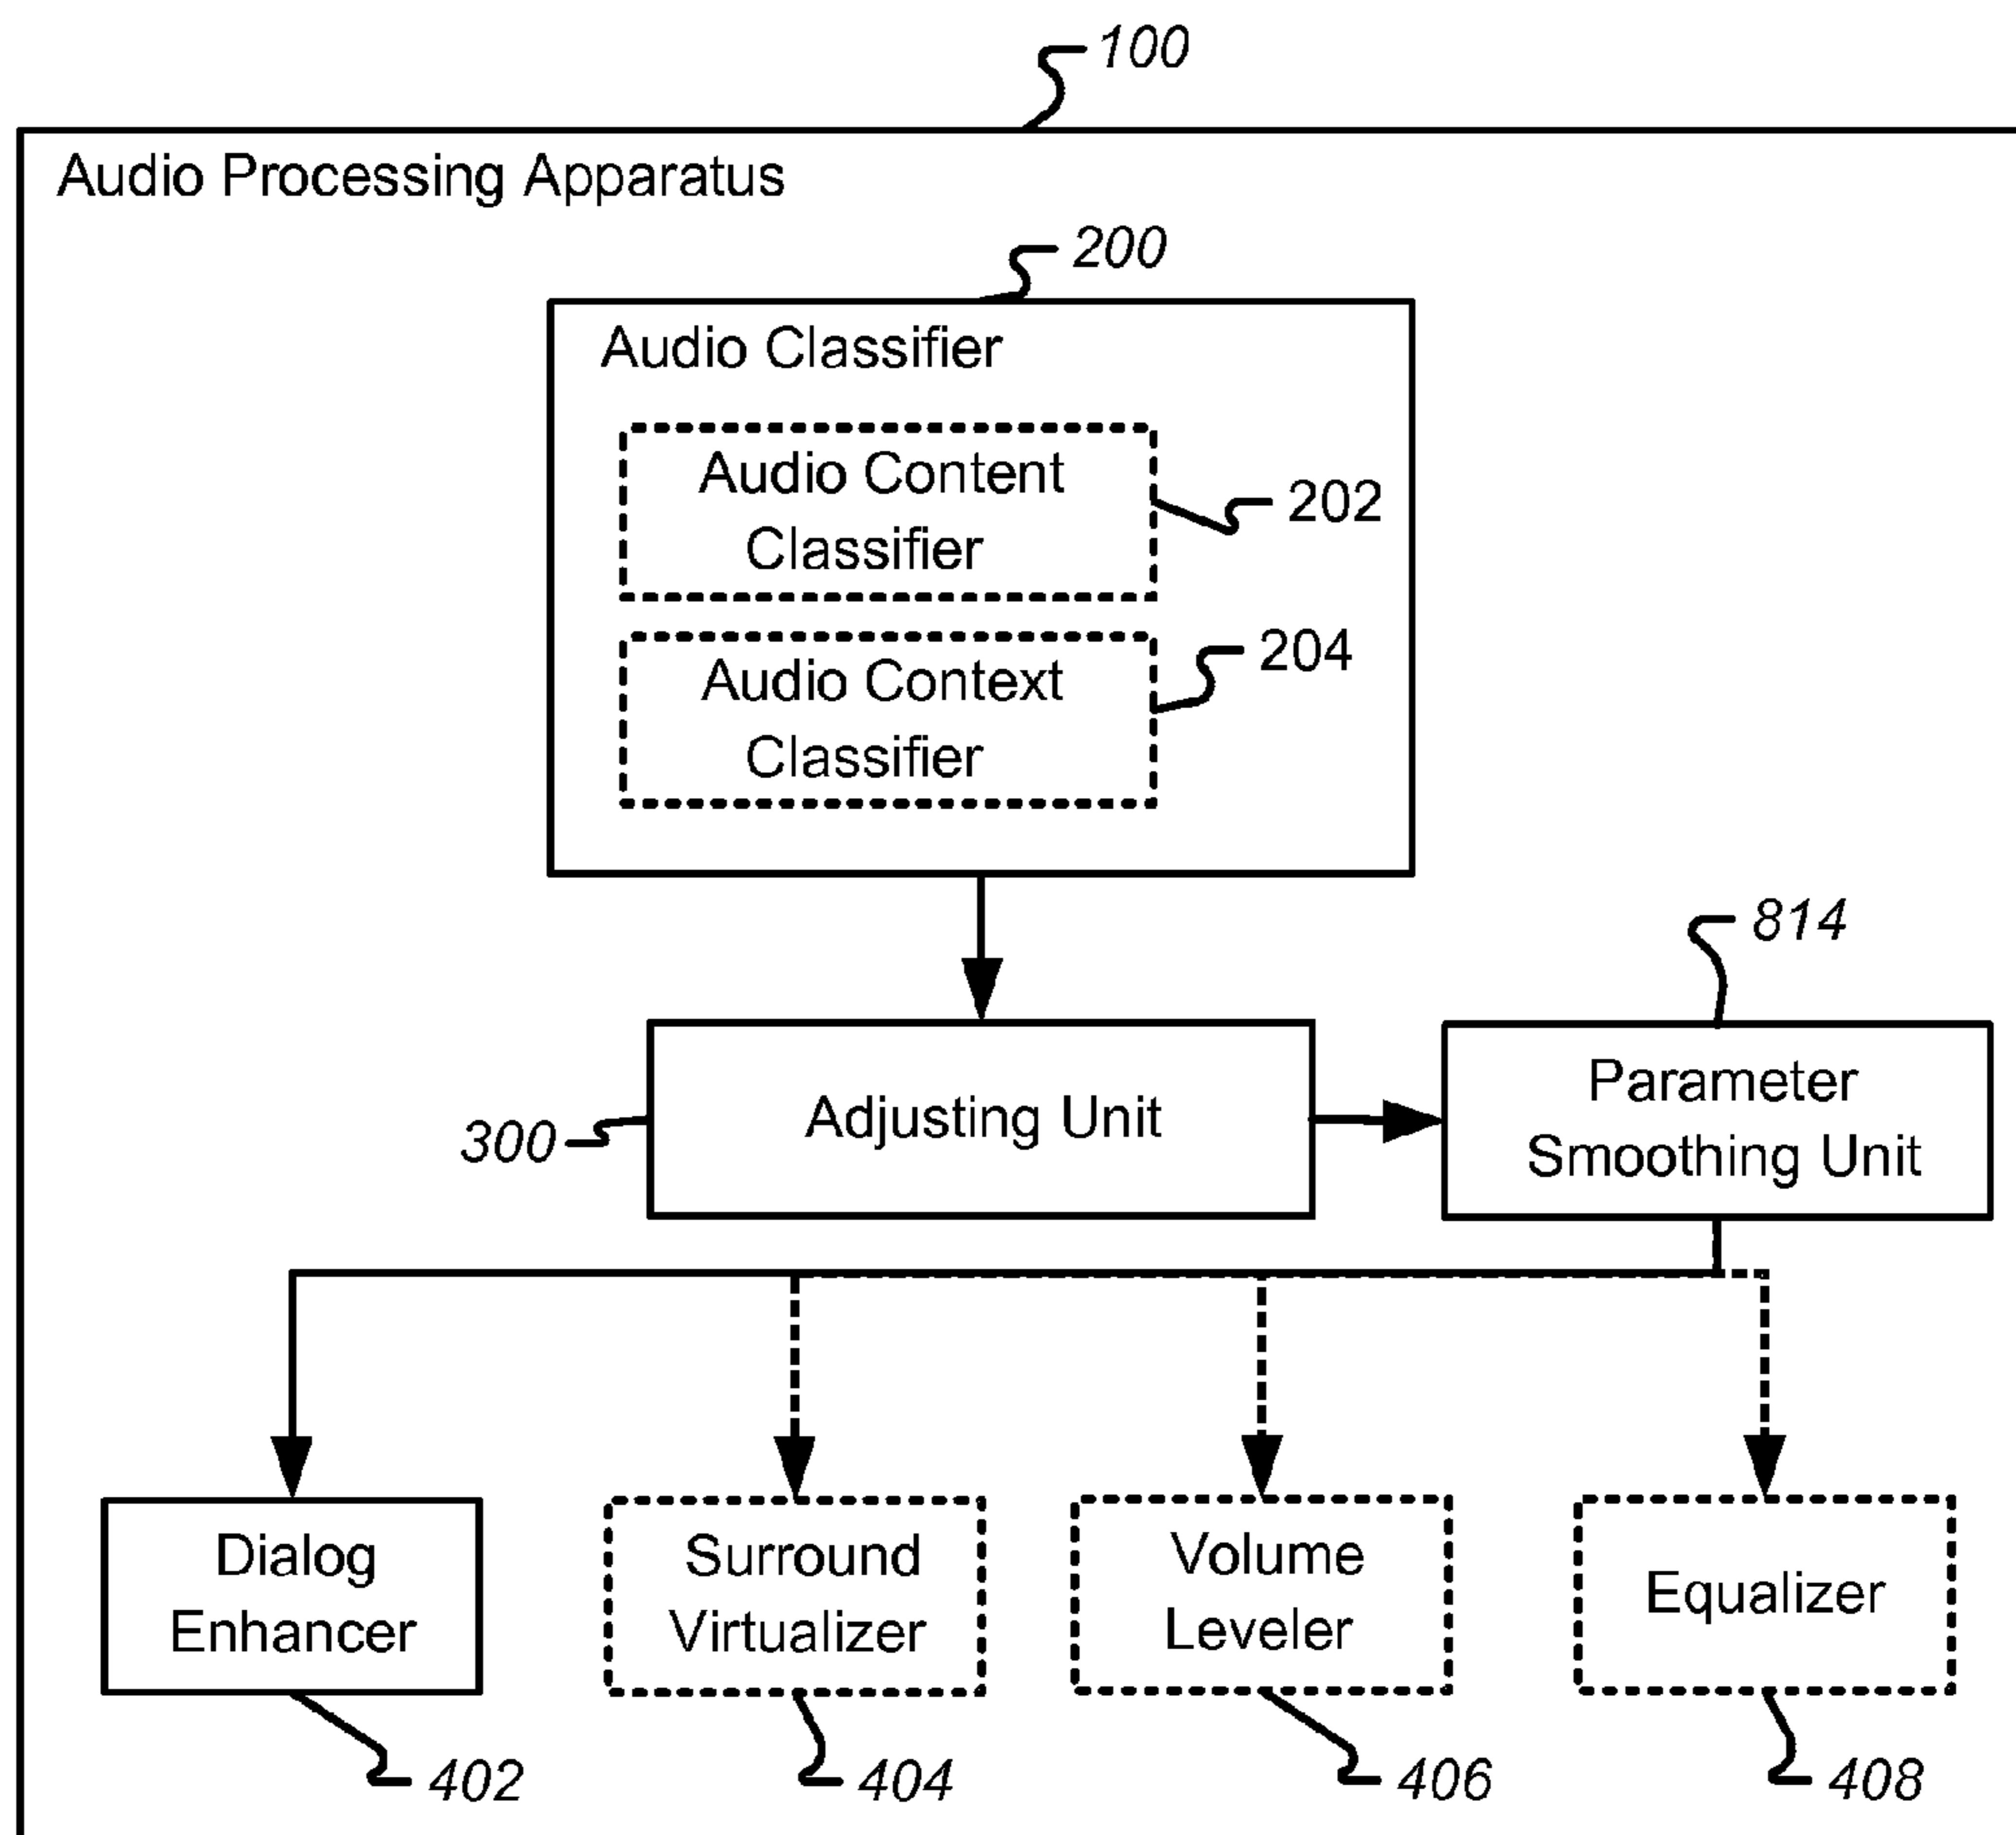 100
Audio Processing Apparatus
200
Audio Classifier
Audio Content
Classifier
202
Audio Context
Classifier
204
814
300
Adjusting Unit
Parameter
Smoothing Unit
Dialog
Enhancer
Surround
Virtualizer
Volume
Leveler
Equalizer
402
404
406
408